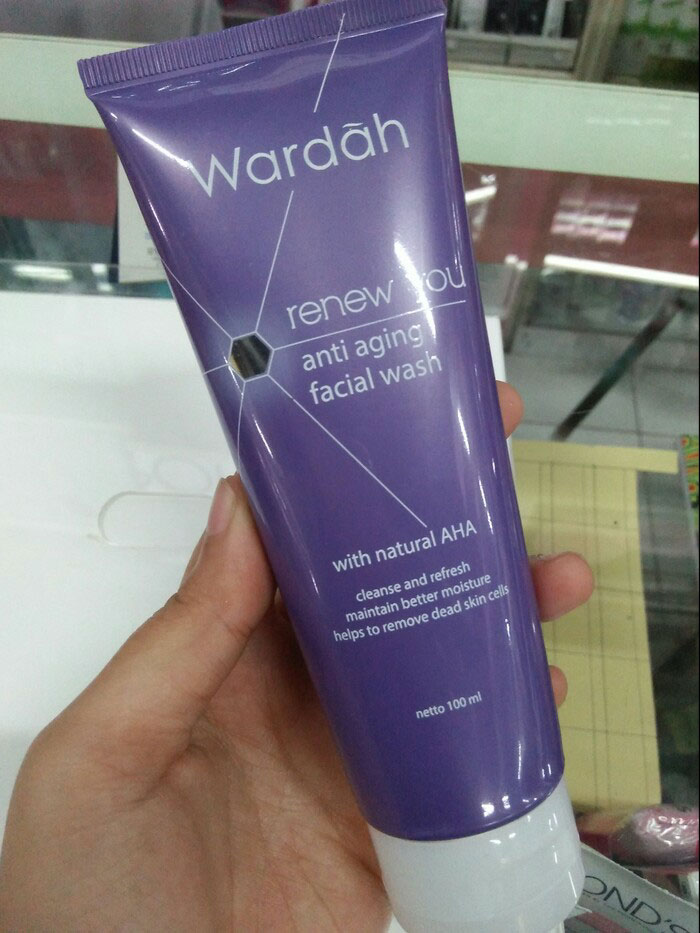 Wardãh
renew you
anti aging
facial wash
with natural AHA
cleanse and refresh
maintain better moisture
helps to remove dead skin cells
netto 100 ml
OND'S